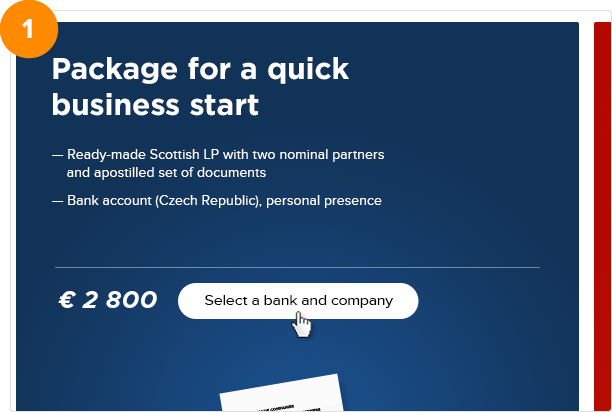 1
Package for a quick
business start
— Ready-made Scottish LP with two nominal partners
and apostilled set of documents
— Bank account (Czech Republic), personal presence
€ 2 800
Select a bank and company